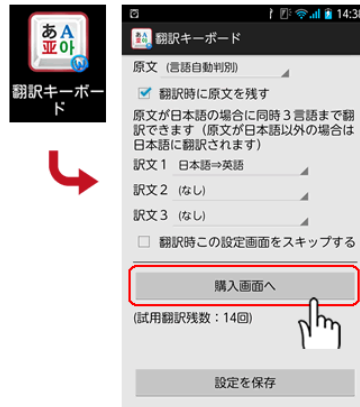 あA
亚아
W
翻訳キーボー
ド
14:38
あA
亚아
翻訳キーボード
原文 (言語自動判別)
翻訳時に原文を残す
原文が日本語の場合に同時3言語まで翻
訳できます（原文が日本語以外の場合は
日本語に翻訳されます）
訳文1 日本語⇒英語
訳文2 (なし)
訳文3 (なし)
翻訳時この設定画面をスキップする
購入画面へ
(試用翻訳残数：14回)
設定を保存